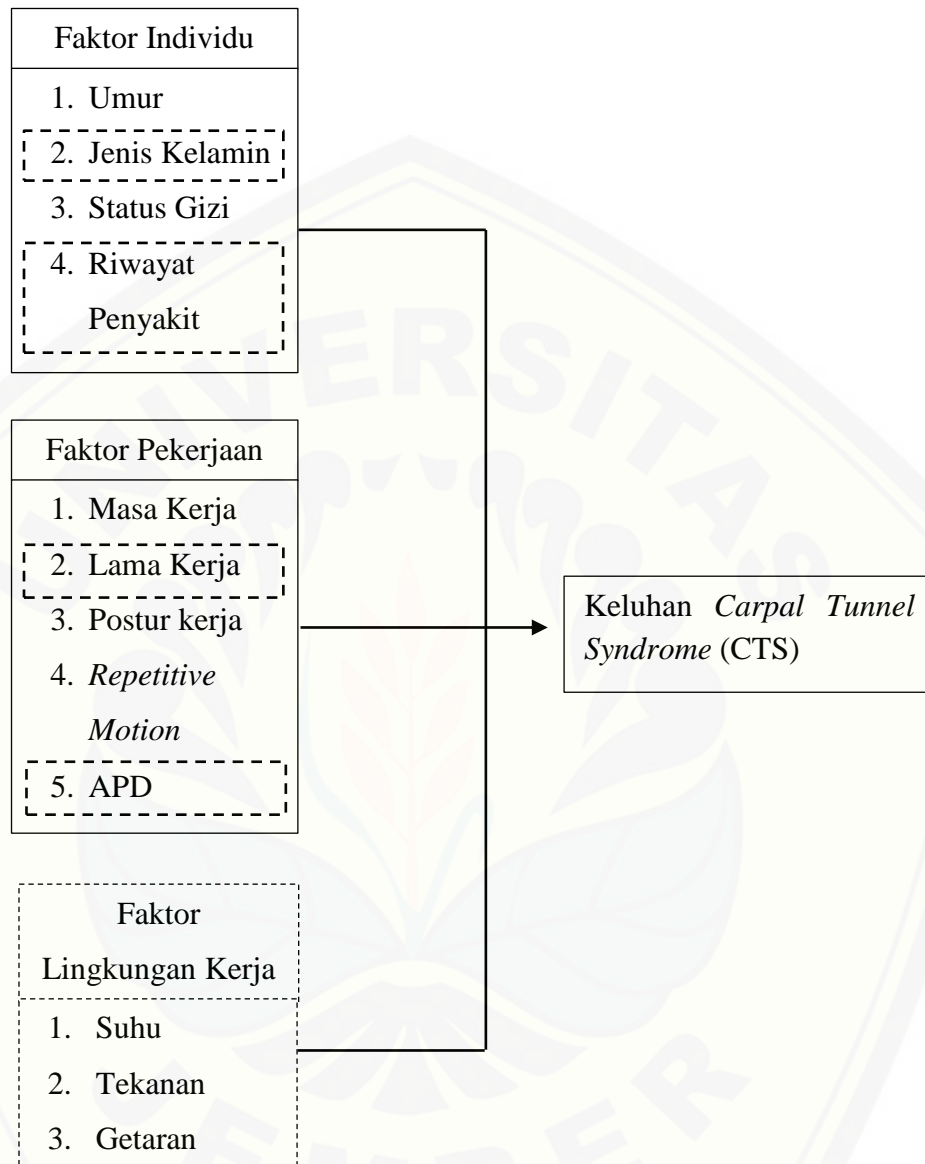 Faktor Individu
1. Umur
2. Jenis Kelamin
3. Status Gizi
4. Riwayat
Penyakit
Faktor Pekerjaan
1. Masa Kerja
2. Lama Kerja
3. Postur kerja
4. Repetitive
Motion
5. APD
Faktor
Lingkungan Kerja
1. Suhu
2. Tekanan
3. Getaran
Keluhan Carpal Tunnel
Syndrome (CTS)
UNIVERSITAS
JEMBER